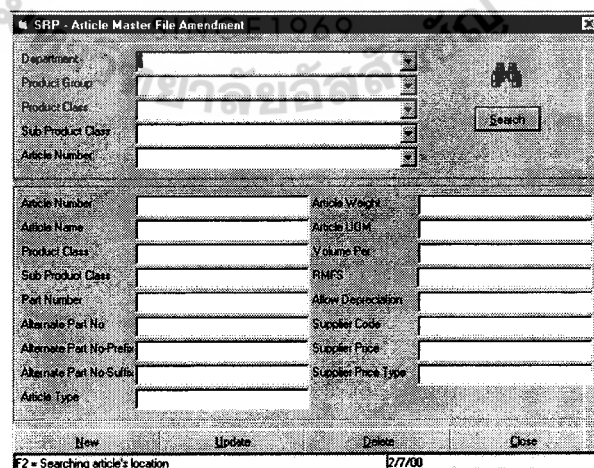 SRP - Article Master File Amendment
Department
Product Group
Product Class
Search
Sub Product Class
Article Number
Article Number Article Weight
Article Name Article UOM
Product Class Volume Per
Sub Product Class RMFS
Part Number Allow Depreciation
Alternate Part No Supplier Code
Alternate Part No-Prefix Supplier Price
Alternate Part No-Suffix Supplier Price Type
Article Type
New Update Delete Close
F2 = Searching article's location 2/7/00